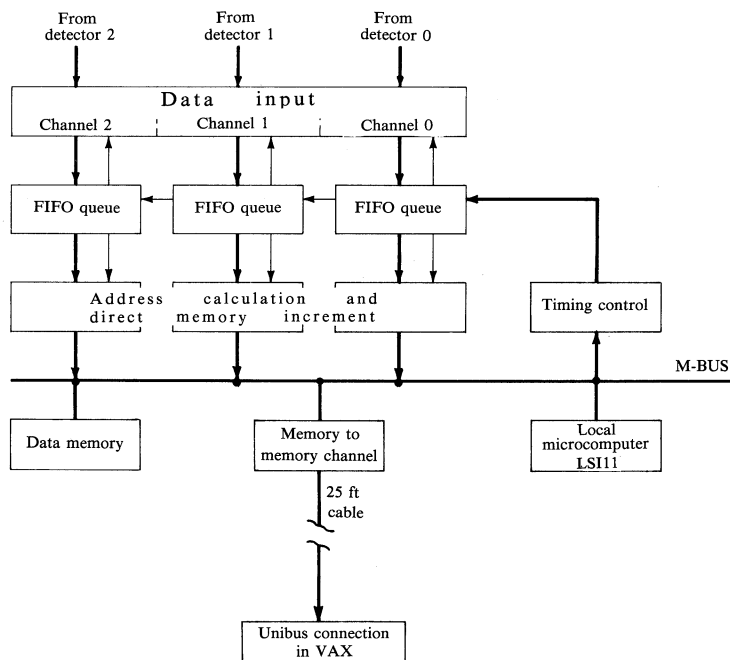 From
detector 2
From
detector 1
From
detector 0
Data input
Channel 2
Channel 1
Channel 0
FIFO queue
FIFO queue
FIFO queue
Address calculation and
direct memory increment
Timing control
M-BUS
Data memory
Memory to
memory channel
Local
microcomputer
LSI11
25 ft
cable
Unibus connection
in VAX